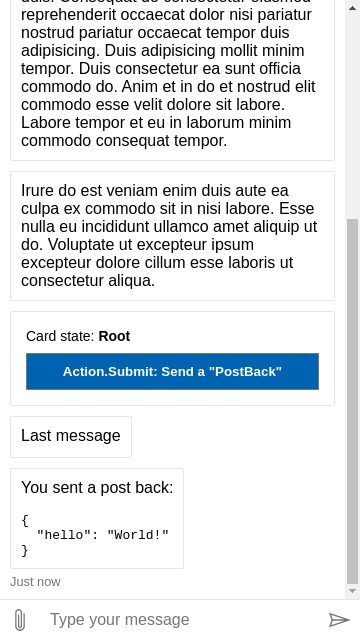 reprehenderit occaecat dolor nisi pariatur
nostrud pariatur occaecat tempor duis
adipisicing. Duis adipisicing mollit minim
tempor. Duis consectetur ea sunt officia
commodo do. Anim et in do et nostrud elit
commodo esse velit dolore sit labore.
Labore tempor et eu in laborum minim
commodo consequat tempor.
Irure do est veniam enim duis aute ea
culpa ex commodo sit in nisi labore. Esse
nulla eu incididunt ullamco amet aliquip ut
do. Voluptate ut excepteur ipsum
excepteur dolore cillum esse laboris ut
consectetur aliqua.
Card state: Root
Action.Submit: Send a "PostBack"
Last message
You sent a post back:
{
  "hello": "World!"
}
Just now
Type your message